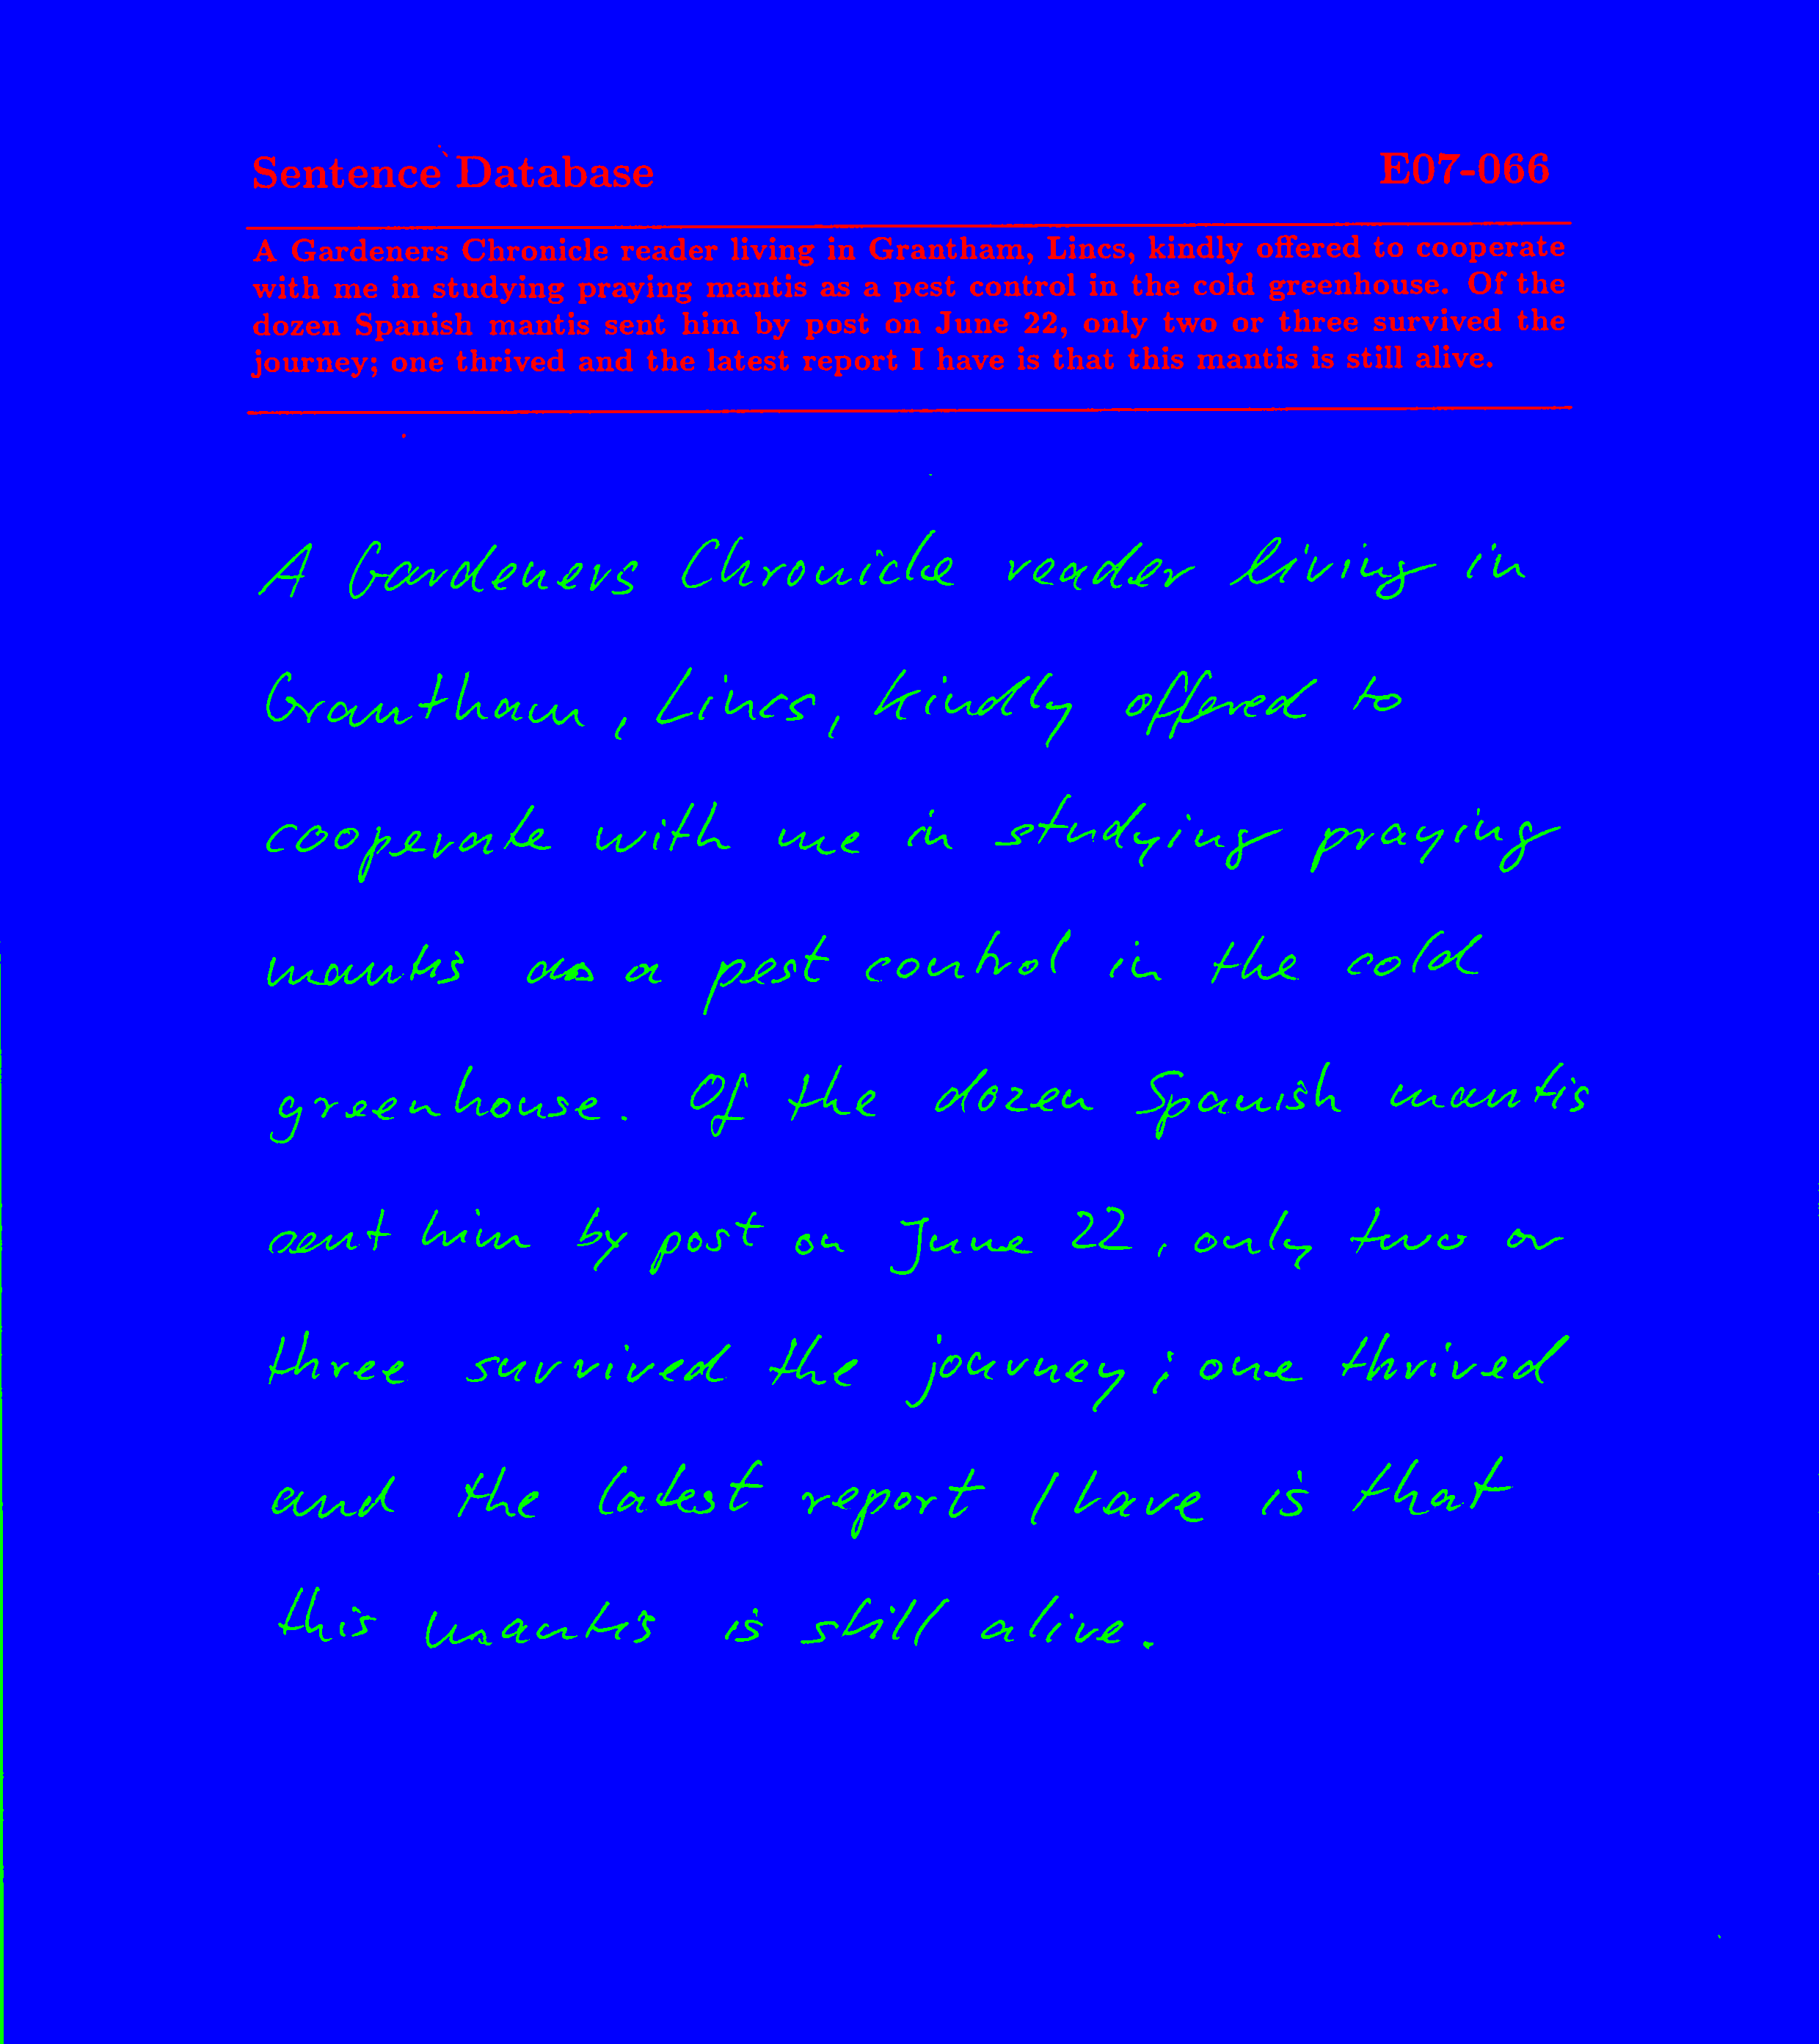 Sentence Database E07-066
A Gardeners Chronicle reader living in Grantham, Lincs, kindly offered to cooperate
with me in studying praying mantis as a pest control in the cold greenhouse. Of the
dozen Spanish mantis sent him by post on June 22, only two or three survived the
journey; one thrived and the latest report I have is that this mantis is still alive.
A Gardeners Chronicle reader living in
Grantham, Lincs, kindly offered to
cooperate with me in studying praying
mantis as a pest control in the cold
greenhouse. Of the dozen Spanish mantis
sent him by post on June 22, only two or
three survived the journey; one thrived
and the latest report I have is that
this mantis is still alive.